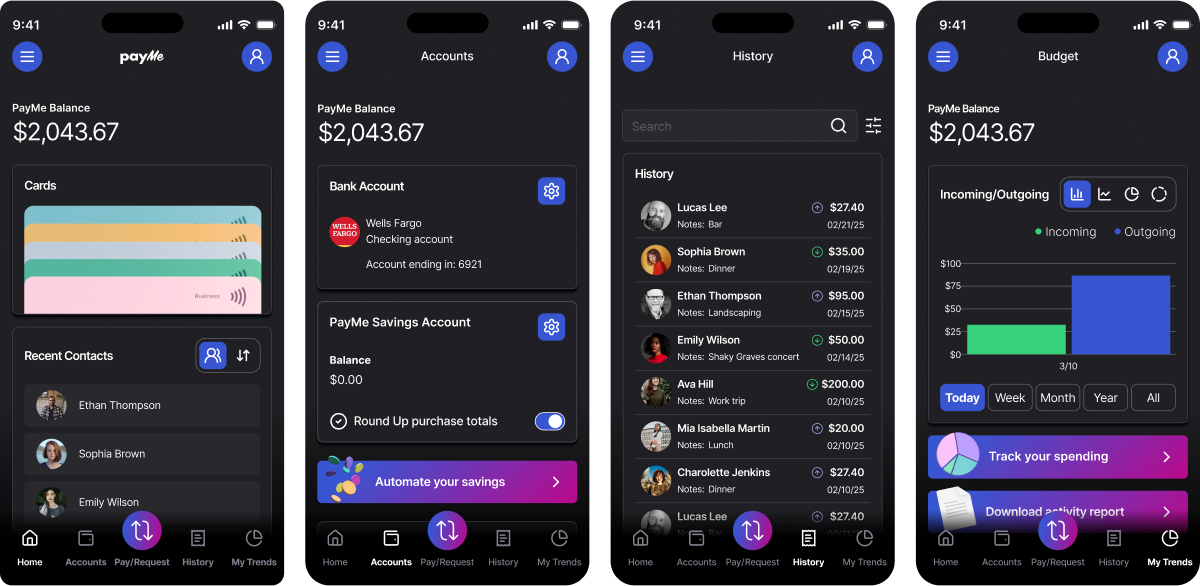 9:41
payMe
PayMe Balance
$2,043.67
Cards
Business
Recent Contacts
Ethan Thompson
Sophia Brown
Emily Wilson
Home
Accounts
Pay/Request
History
My Trends
9:41
Accounts
PayMe Balance
$2,043.67
Bank Account
WELLS
FARGO
Wells Fargo
Checking account
Account ending in: 6921
PayMe Savings Account
Balance
$0.00
Round Up purchase totals
Automate your savings
Home
Accounts
Pay/Request
History
My Trends
9:41
History
Search
History
Lucas Lee $27.40
Notes: Bar 02/21/25
Sophia Brown $35.00
Notes: Dinner 02/19/25
Ethan Thompson $95.00
Notes: Landscaping 02/15/25
Emily Wilson $50.00
Notes: Shaky Graves concert 02/14/25
Ava Hill $200.00
Notes: Work trip 02/10/25
Mia Isabella Martin $20.00
Notes: Lunch 02/10/25
Charolette Jenkins $27.40
Notes: Dinner 02/10/25
Lucas Lee $27.40
Home
Accounts
Pay/Request
History
My Trends
9:41
Budget
PayMe Balance
$2,043.67
Incoming/Outgoing
Incoming Outgoing
$100
$75
$50
$25
$0
3/10
Today Week Month Year All
Track your spending
Download activity report
Home
Accounts
Pay/Request
History
My Trends